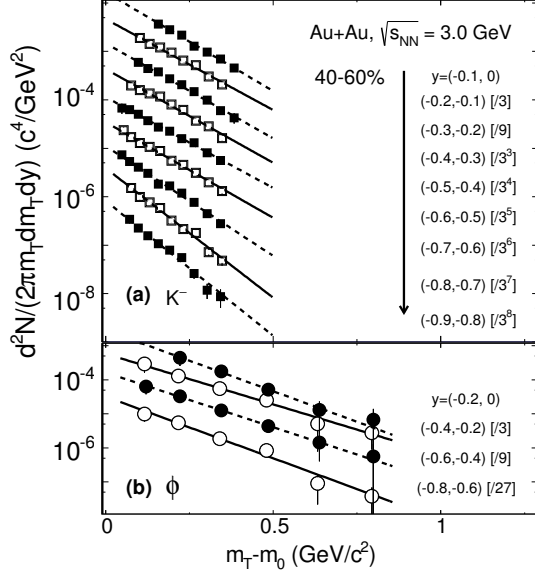 Au+Au, √s_NN = 3.0 GeV
40-60%
y=(-0.1, 0)
(-0.2,-0.1) [/3]
(-0.3,-0.2) [/9]
(-0.4,-0.3) [/3³]
(-0.5,-0.4) [/3⁴]
(-0.6,-0.5) [/3⁵]
(-0.7,-0.6) [/3⁶]
(-0.8,-0.7) [/3⁷]
(-0.9,-0.8) [/3⁸]
10⁻⁴
10⁻⁶
10⁻⁸
d²N/(2πm_T dm_T dy) (c⁴/GeV²)
(a) K⁻
y=(-0.2, 0)
(-0.4,-0.2) [/3]
(-0.6,-0.4) [/9]
(-0.8,-0.6) [/27]
10⁻⁴
10⁻⁶
(b) ϕ
0 0.5 1
m_T-m_0 (GeV/c²)